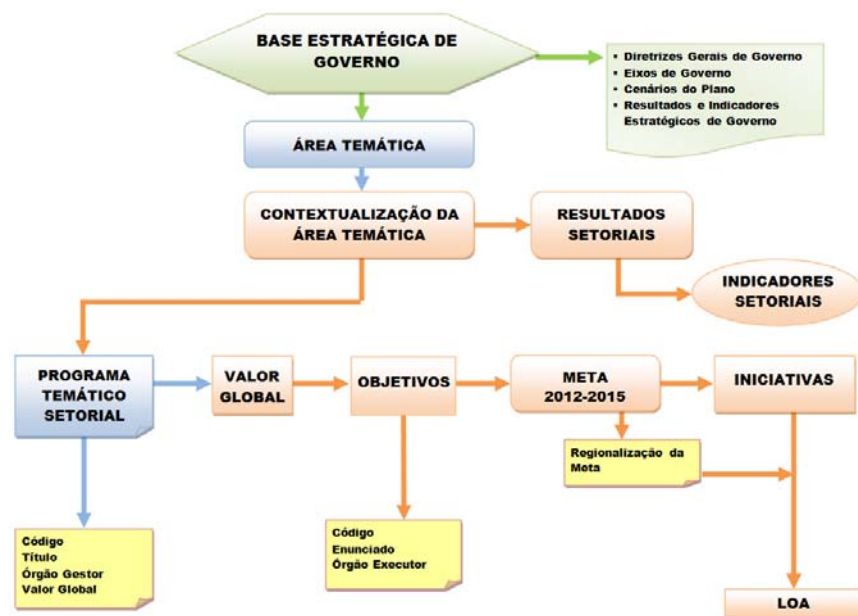 BASE ESTRATÉGICA DE
GOVERNO
▪ Diretrizes Gerais de Governo
▪ Eixos de Governo
▪ Cenários do Plano
▪ Resultados e Indicadores
Estratégicos de Governo
ÁREA TEMÁTICA
CONTEXTUALIZAÇÃO DA
ÁREA TEMÁTICA
RESULTADOS
SETORIAIS
INDICADORES
SETORIAIS
PROGRAMA
TEMÁTICO
SETORIAL
VALOR
GLOBAL
OBJETIVOS
META
2012-2015
INICIATIVAS
Regionalização da
Meta
Código
Título
Órgão Gestor
Valor Global
Código
Enunciado
Órgão Executor
LOA